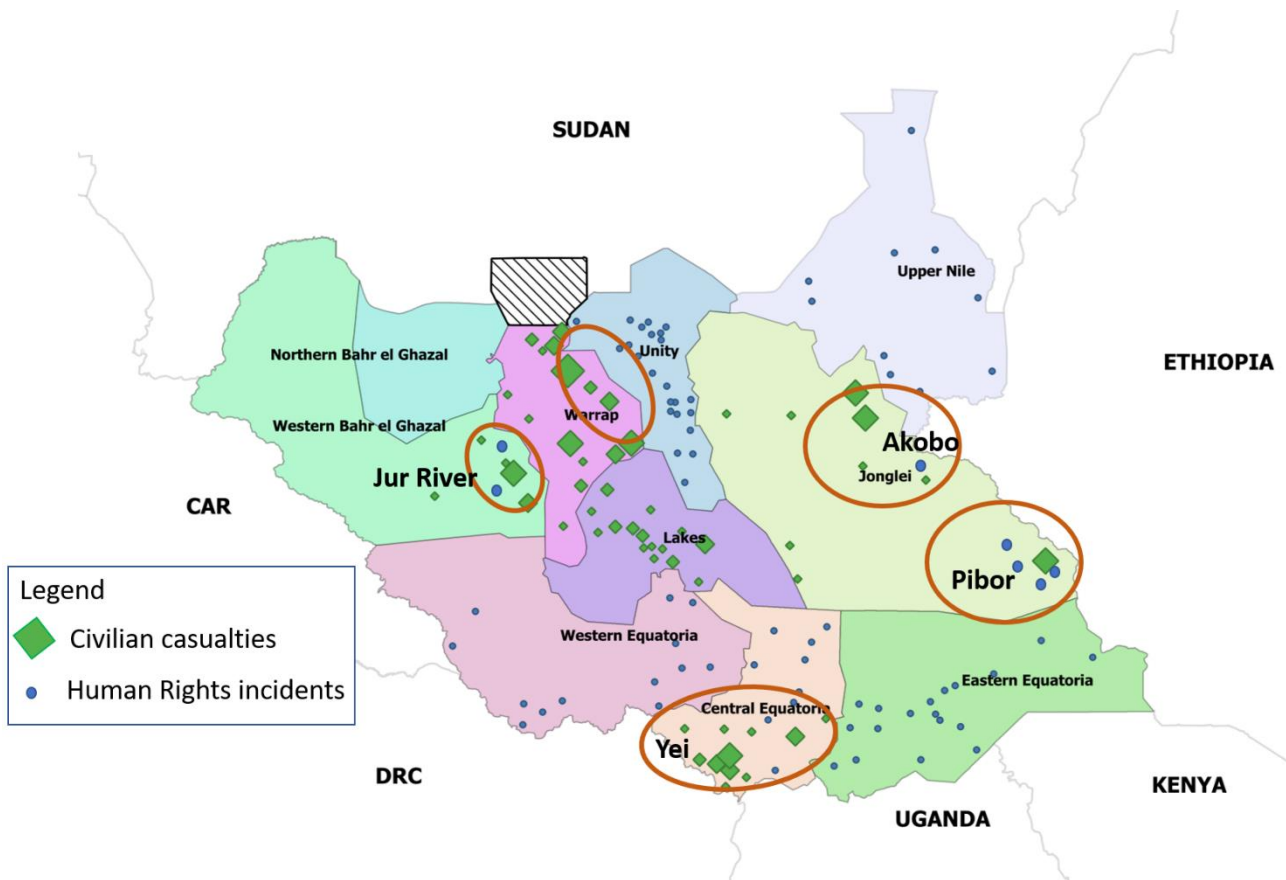 SUDAN
Upper Nile
Northern Bahr el Ghazal
Unity
ETHIOPIA
Warrap
Western Bahr el Ghazal
Akobo
Jur River
Jonglei
CAR
Lakes
Pibor
Legend
Civilian casualties
Human Rights incidents
Western Equatoria
Eastern Equatoria
Central Equatoria
Yei
DRC
KENYA
UGANDA